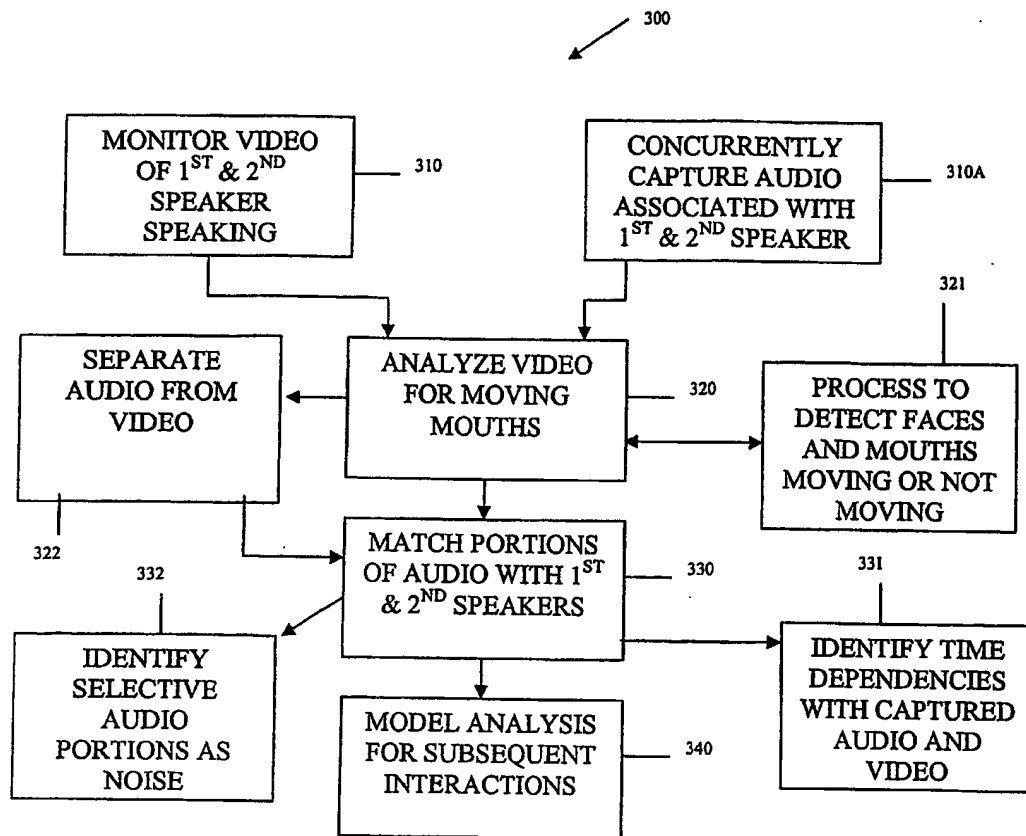 300
MONITOR VIDEO
OF 1ST & 2ND
SPEAKER
SPEAKING
310
CONCURRENTLY
CAPTURE AUDIO
ASSOCIATED WITH
1ST & 2ND SPEAKER
310A
SEPARATE
AUDIO FROM
VIDEO
322
ANALYZE VIDEO
FOR MOVING
MOUTHS
320
321
PROCESS TO
DETECT FACES
AND MOUTHS
MOVING OR NOT
MOVING
MATCH PORTIONS
OF AUDIO WITH 1ST
& 2ND SPEAKERS
330
332
IDENTIFY
SELECTIVE
AUDIO
PORTIONS AS
NOISE
MODEL ANALYSIS
FOR SUBSEQUENT
INTERACTIONS
340
331
IDENTIFY TIME
DEPENDENCIES
WITH CAPTURED
AUDIO AND
VIDEO